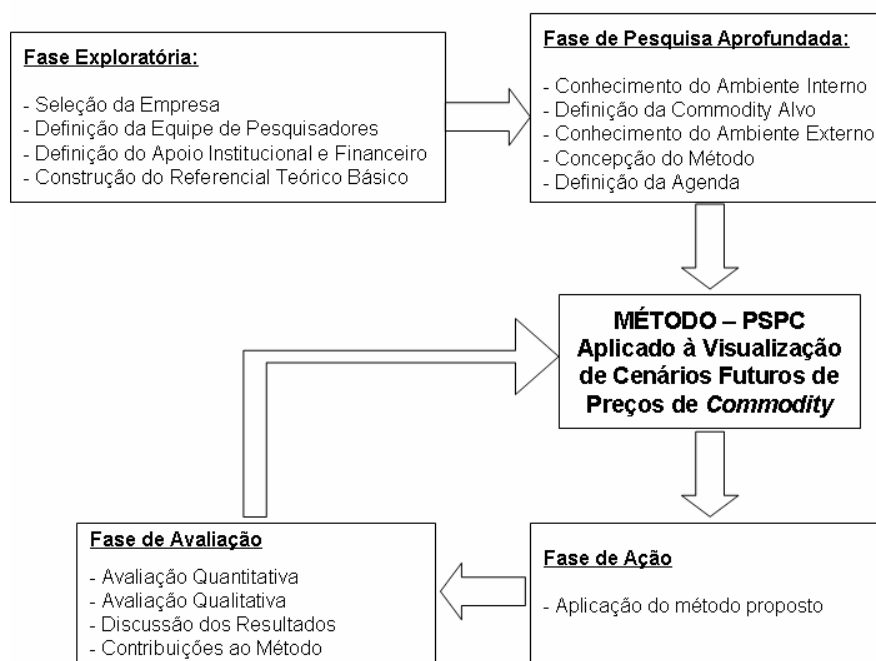 Fase Exploratória:
- Seleção da Empresa
- Definição da Equipe de Pesquisadores
- Definição do Apoio Institucional e Financeiro
- Construção do Referencial Teórico Básico
Fase de Pesquisa Aprofundada:
- Conhecimento do Ambiente Interno
- Definição da Commodity Alvo
- Conhecimento do Ambiente Externo
- Concepção do Método
- Definição da Agenda
MÉTODO – PSPC
Aplicado à Visualização
de Cenários Futuros de
Preços de Commodity
Fase de Ação
- Aplicação do método proposto
Fase de Avaliação
- Avaliação Quantitativa
- Avaliação Qualitativa
- Discussão dos Resultados
- Contribuições ao Método